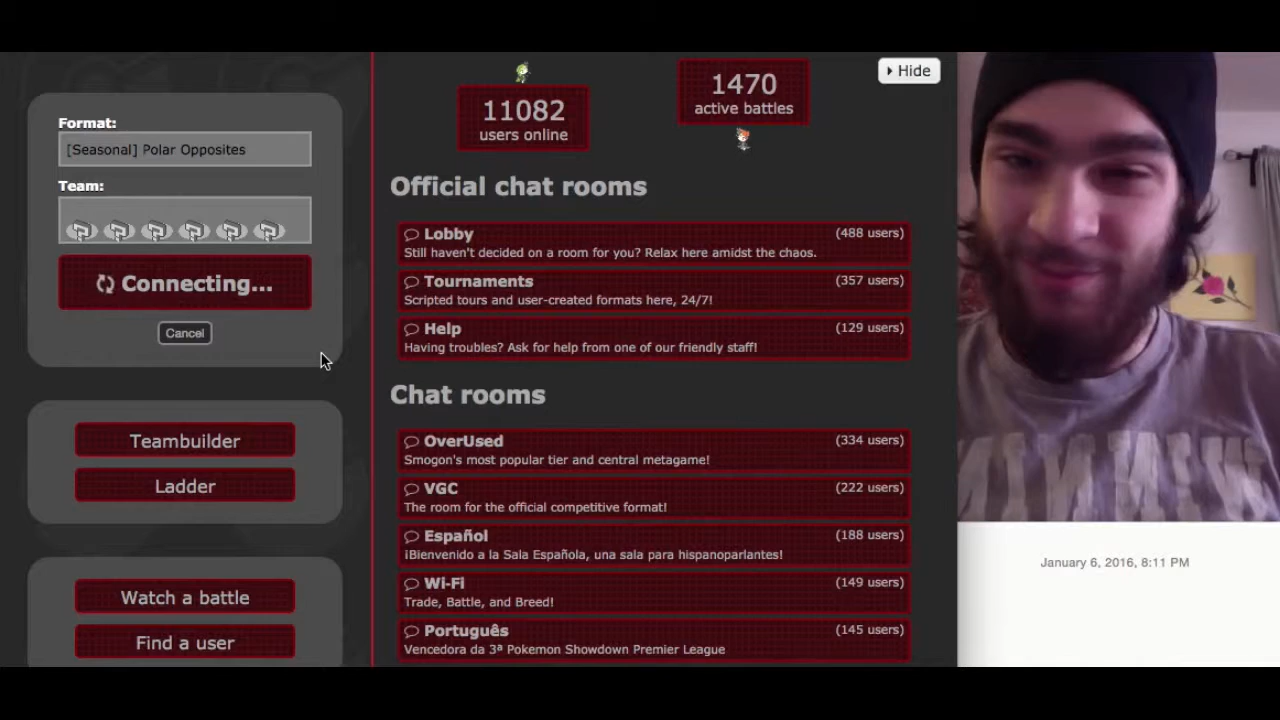 Format:
[Seasonal] Polar Opposites
Team:
Connecting...
Cancel
Teambuilder
Ladder
Watch a battle
Find a user
11082
users online
1470
active battles
Hide
Official chat rooms
Lobby (488 users)
Still haven't decided on a room for you? Relax here amidst the chaos.
Tournaments (357 users)
Scripted tours and user-created formats here, 24/7!
Help (129 users)
Having troubles? Ask for help from one of our friendly staff!
Chat rooms
OverUsed (334 users)
Smogon's most popular tier and central metagame!
VGC (222 users)
The room for the official competitive format!
Español (188 users)
¡Bienvenido a la Sala Española, una sala para hispanoparlantes!
Wi-Fi (149 users)
Trade, Battle, and Breed!
Português (145 users)
Vencedora da 3ª Pokemon Showdown Premier League
January 6, 2016, 8:11 PM